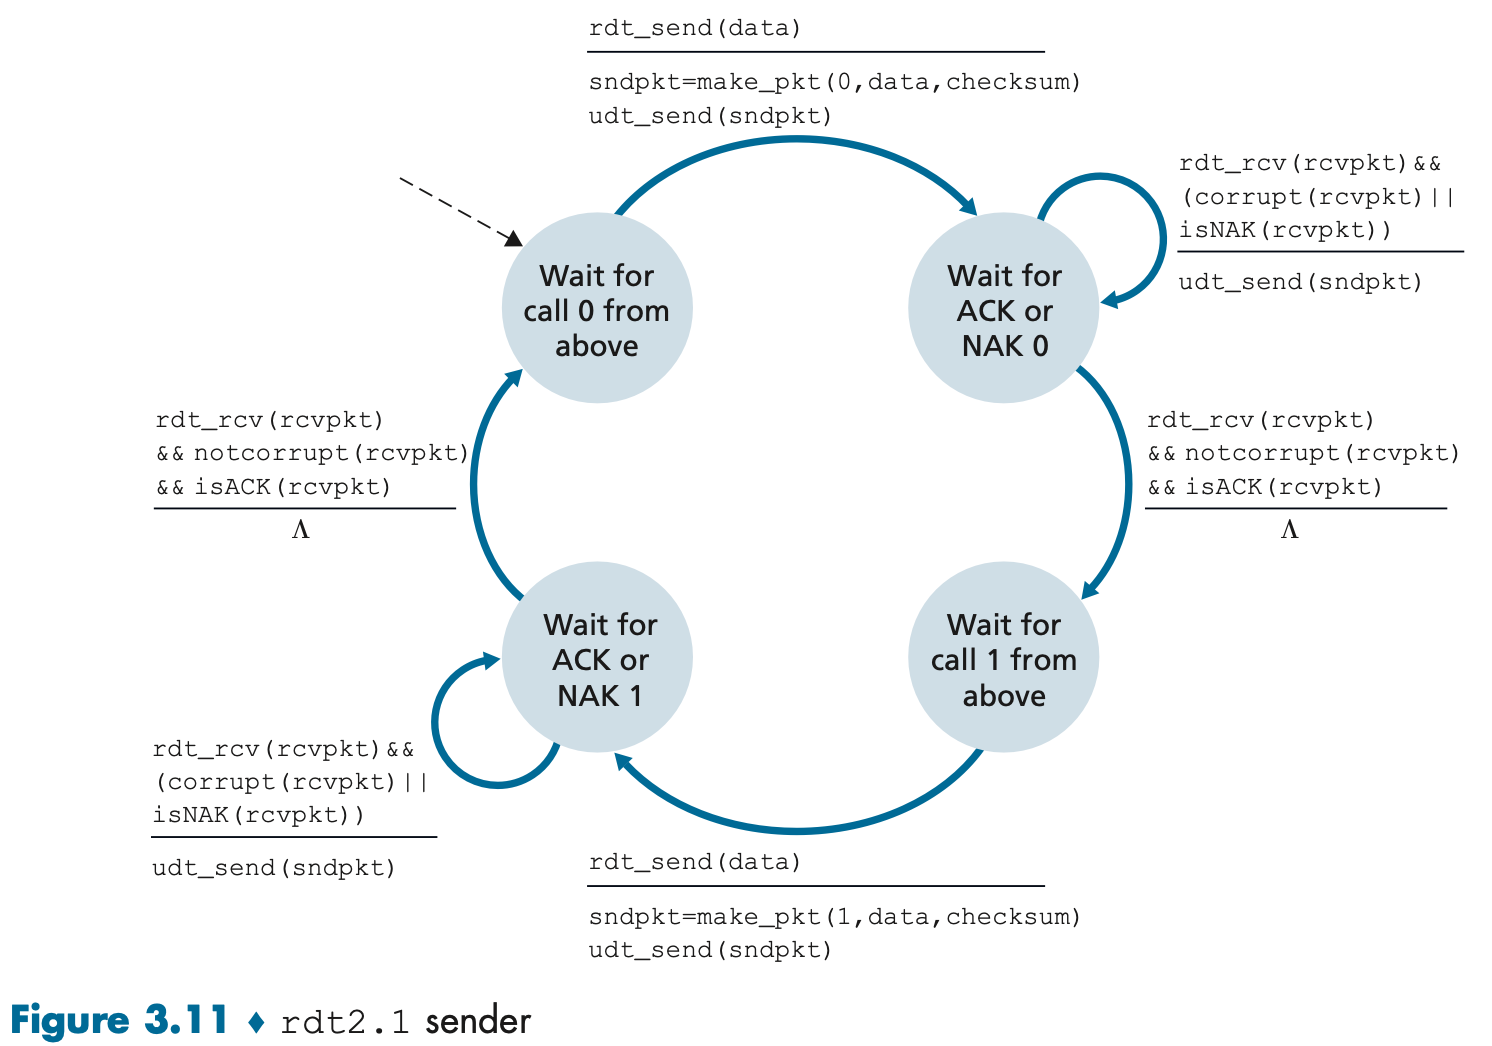 rdt_send(data)
sndpkt=make_pkt(0,data,checksum)
udt_send(sndpkt)
rdt_rcv(rcvpkt)&&
(corrupt(rcvpkt)||
isNAK(rcvpkt))
udt_send(sndpkt)
Wait for
call 0 from
above
Wait for
ACK or
NAK 0
rdt_rcv(rcvpkt)
&& notcorrupt(rcvpkt)
&& isACK(rcvpkt)
Λ
rdt_rcv(rcvpkt)
&& notcorrupt(rcvpkt)
&& isACK(rcvpkt)
Λ
Wait for
ACK or
NAK 1
Wait for
call 1 from
above
rdt_rcv(rcvpkt)&&
(corrupt(rcvpkt)||
isNAK(rcvpkt))
udt_send(sndpkt)
rdt_send(data)
sndpkt=make_pkt(1,data,checksum)
udt_send(sndpkt)
Figure 3.11 ♦ rdt2.1 sender